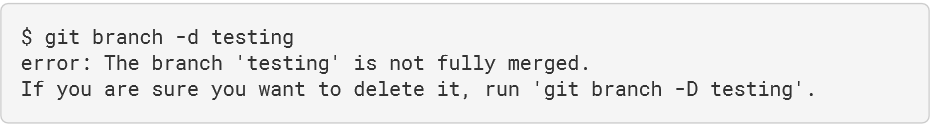 $ git branch -d testing
error: The branch 'testing' is not fully merged.
If you are sure you want to delete it, run 'git branch -D testing'.